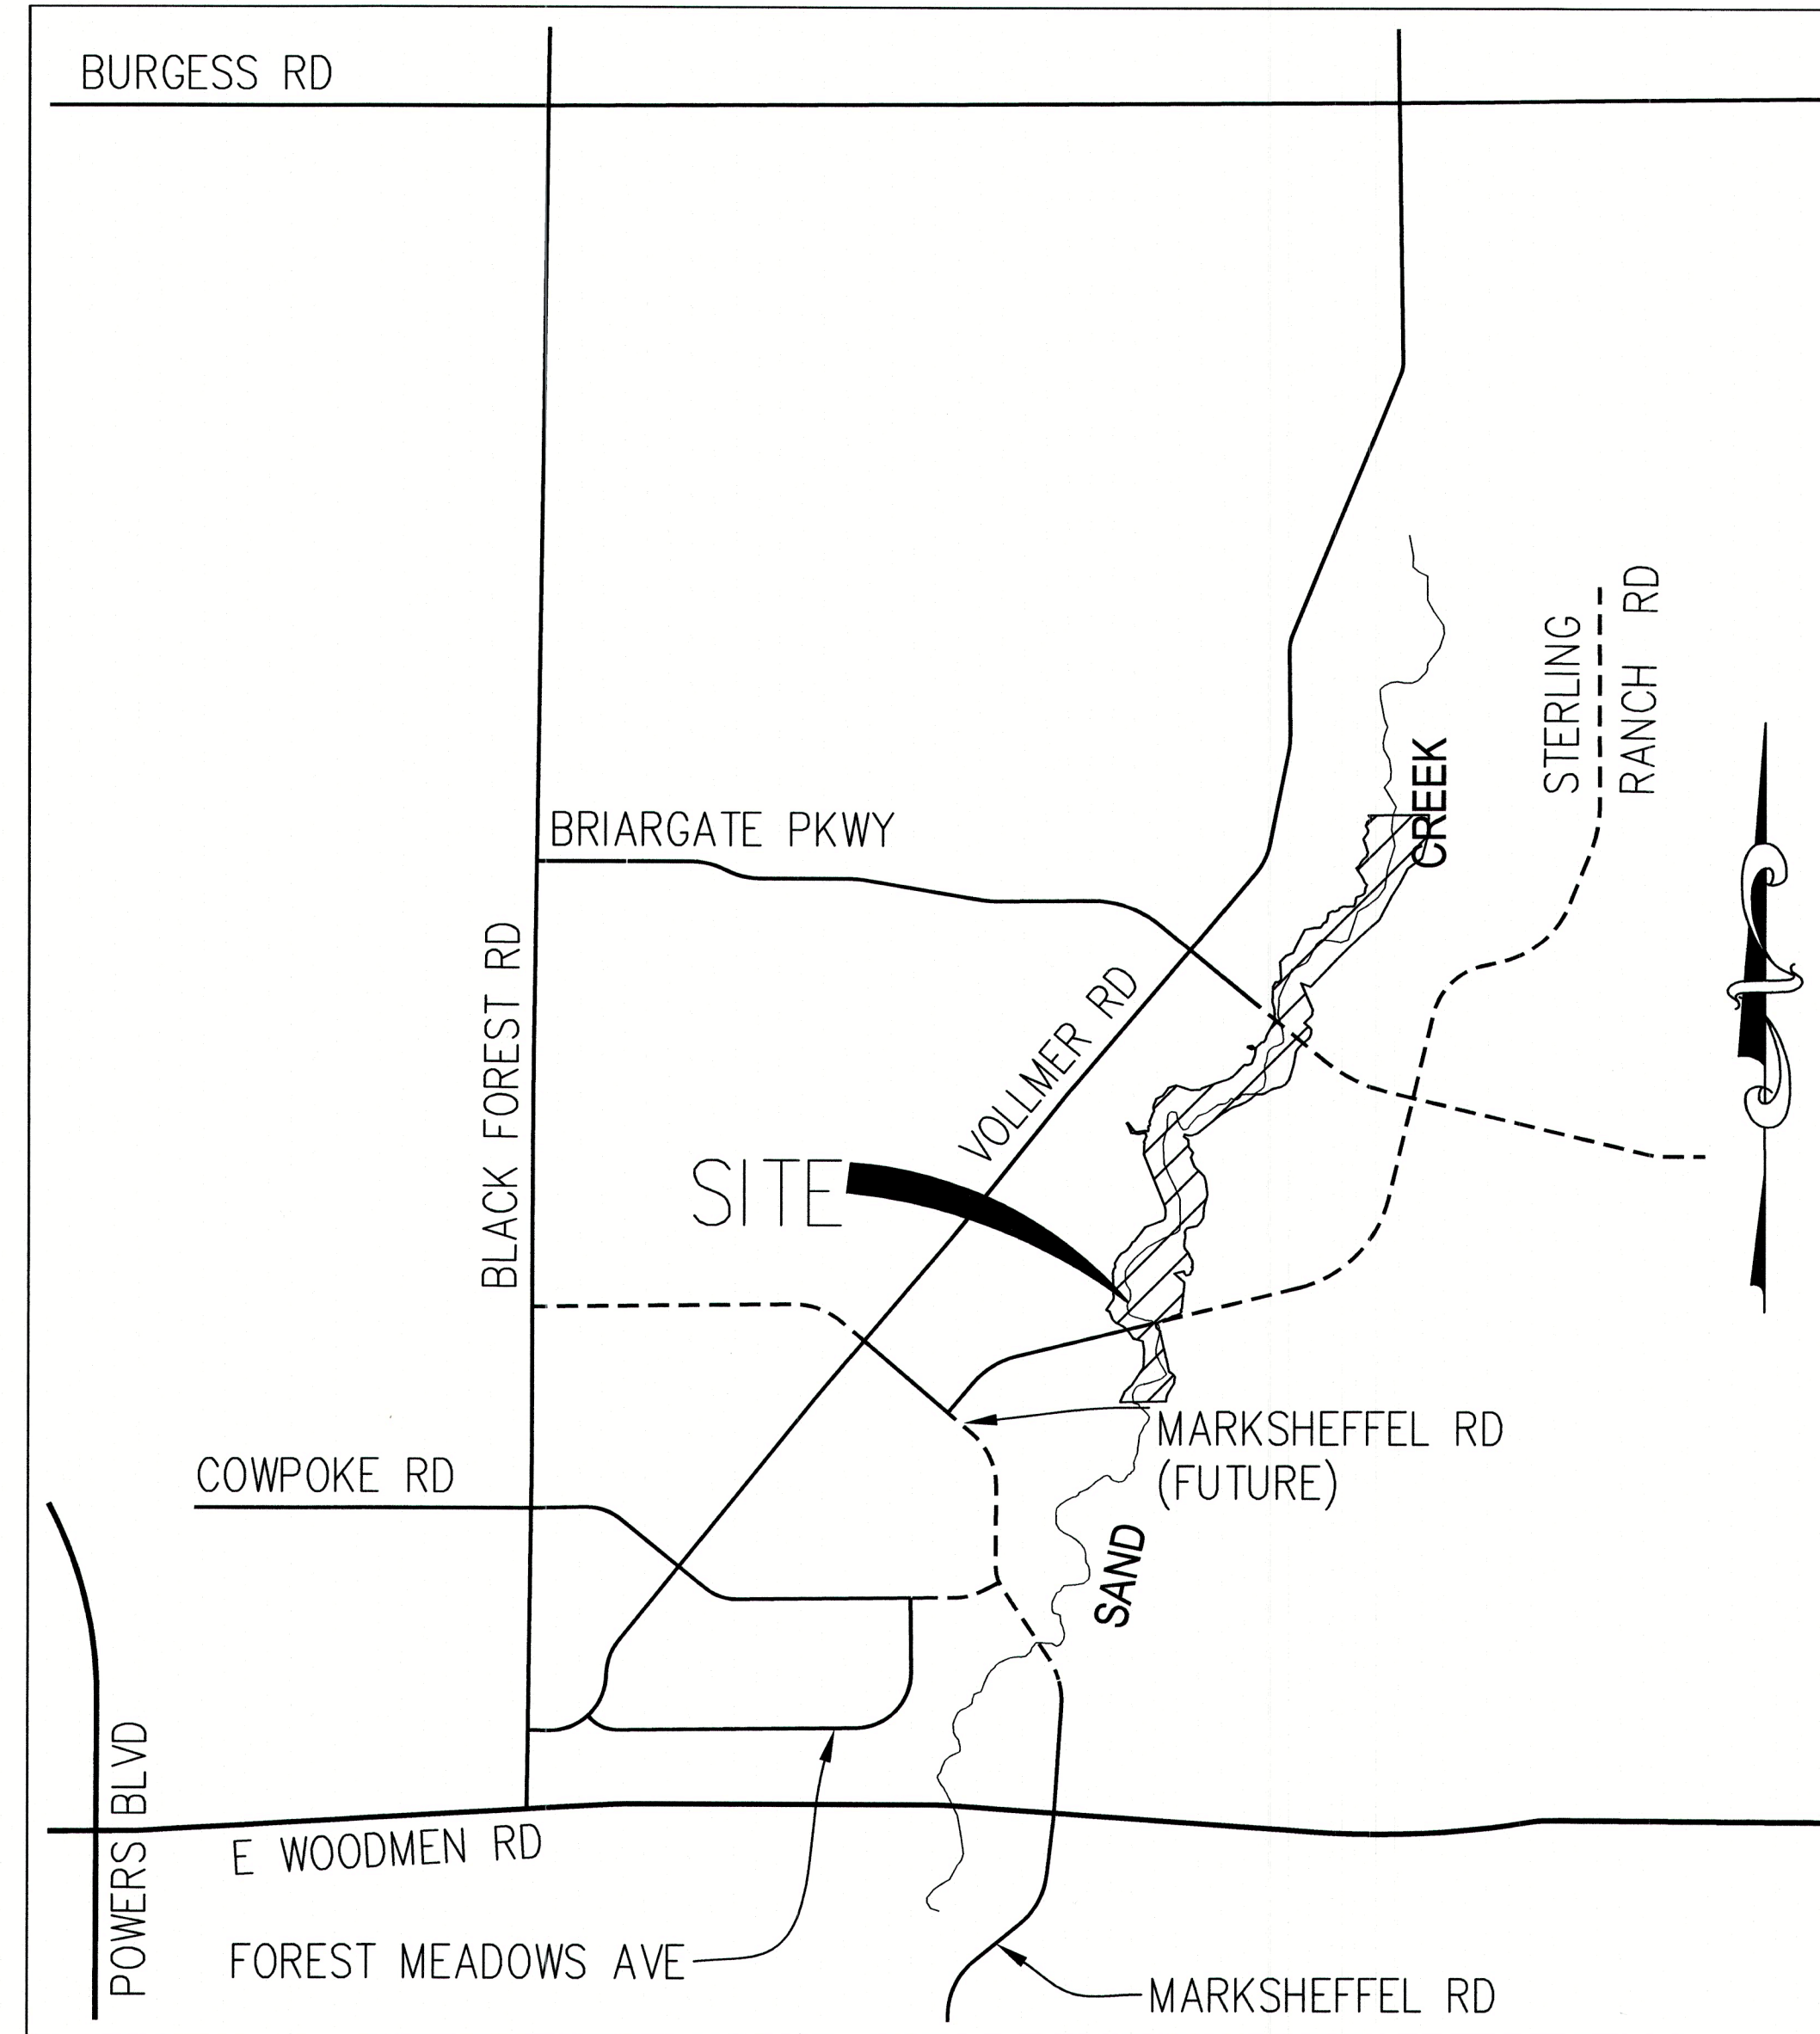 BURGESS RD
STERLING
RANCH RD
CREEK
BRIARGATE PKWY
BLACK FOREST RD
VOLLMER RD
SITE
MARKSHEFFEL RD
(FUTURE)
COWPOKE RD
SAND
POWERS BLVD
E WOODMEN RD
FOREST MEADOWS AVE
MARKSHEFFEL RD